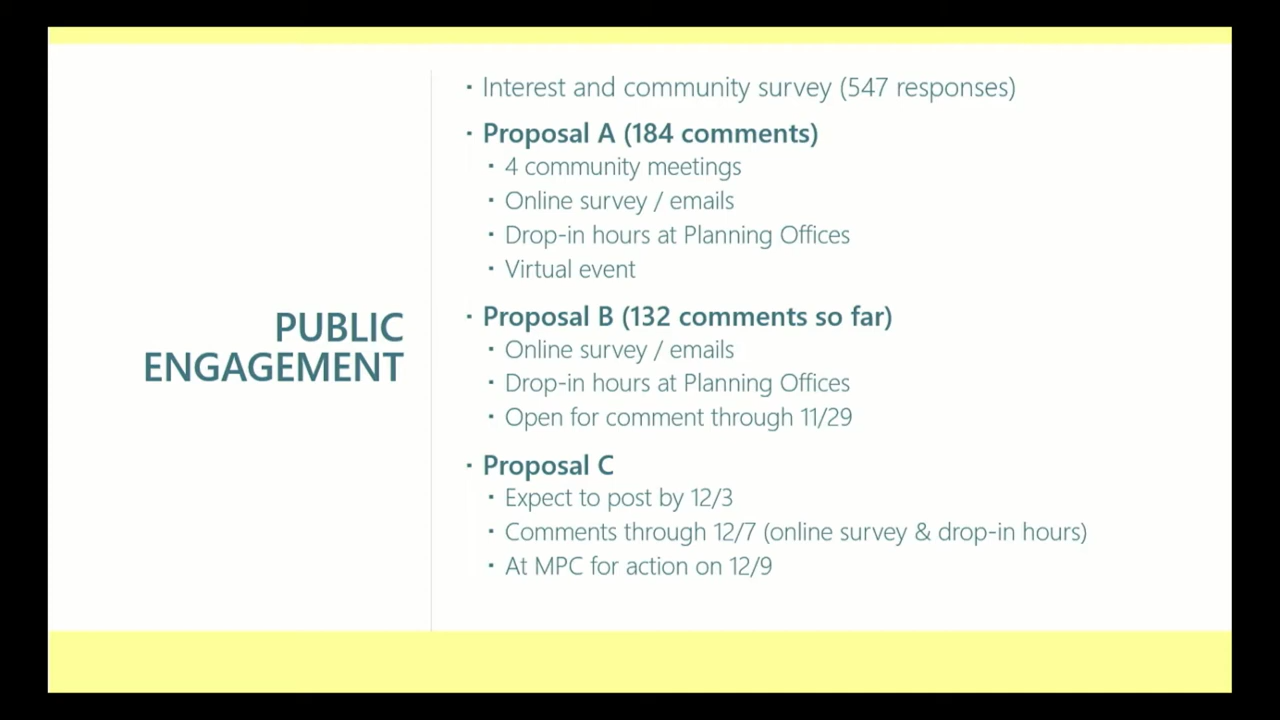 PUBLIC
ENGAGEMENT
· Interest and community survey (547 responses)
· Proposal A (184 comments)
· 4 community meetings
· Online survey / emails
· Drop-in hours at Planning Offices
· Virtual event
· Proposal B (132 comments so far)
· Online survey / emails
· Drop-in hours at Planning Offices
· Open for comment through 11/29
· Proposal C
· Expect to post by 12/3
· Comments through 12/7 (online survey & drop-in hours)
· At MPC for action on 12/9